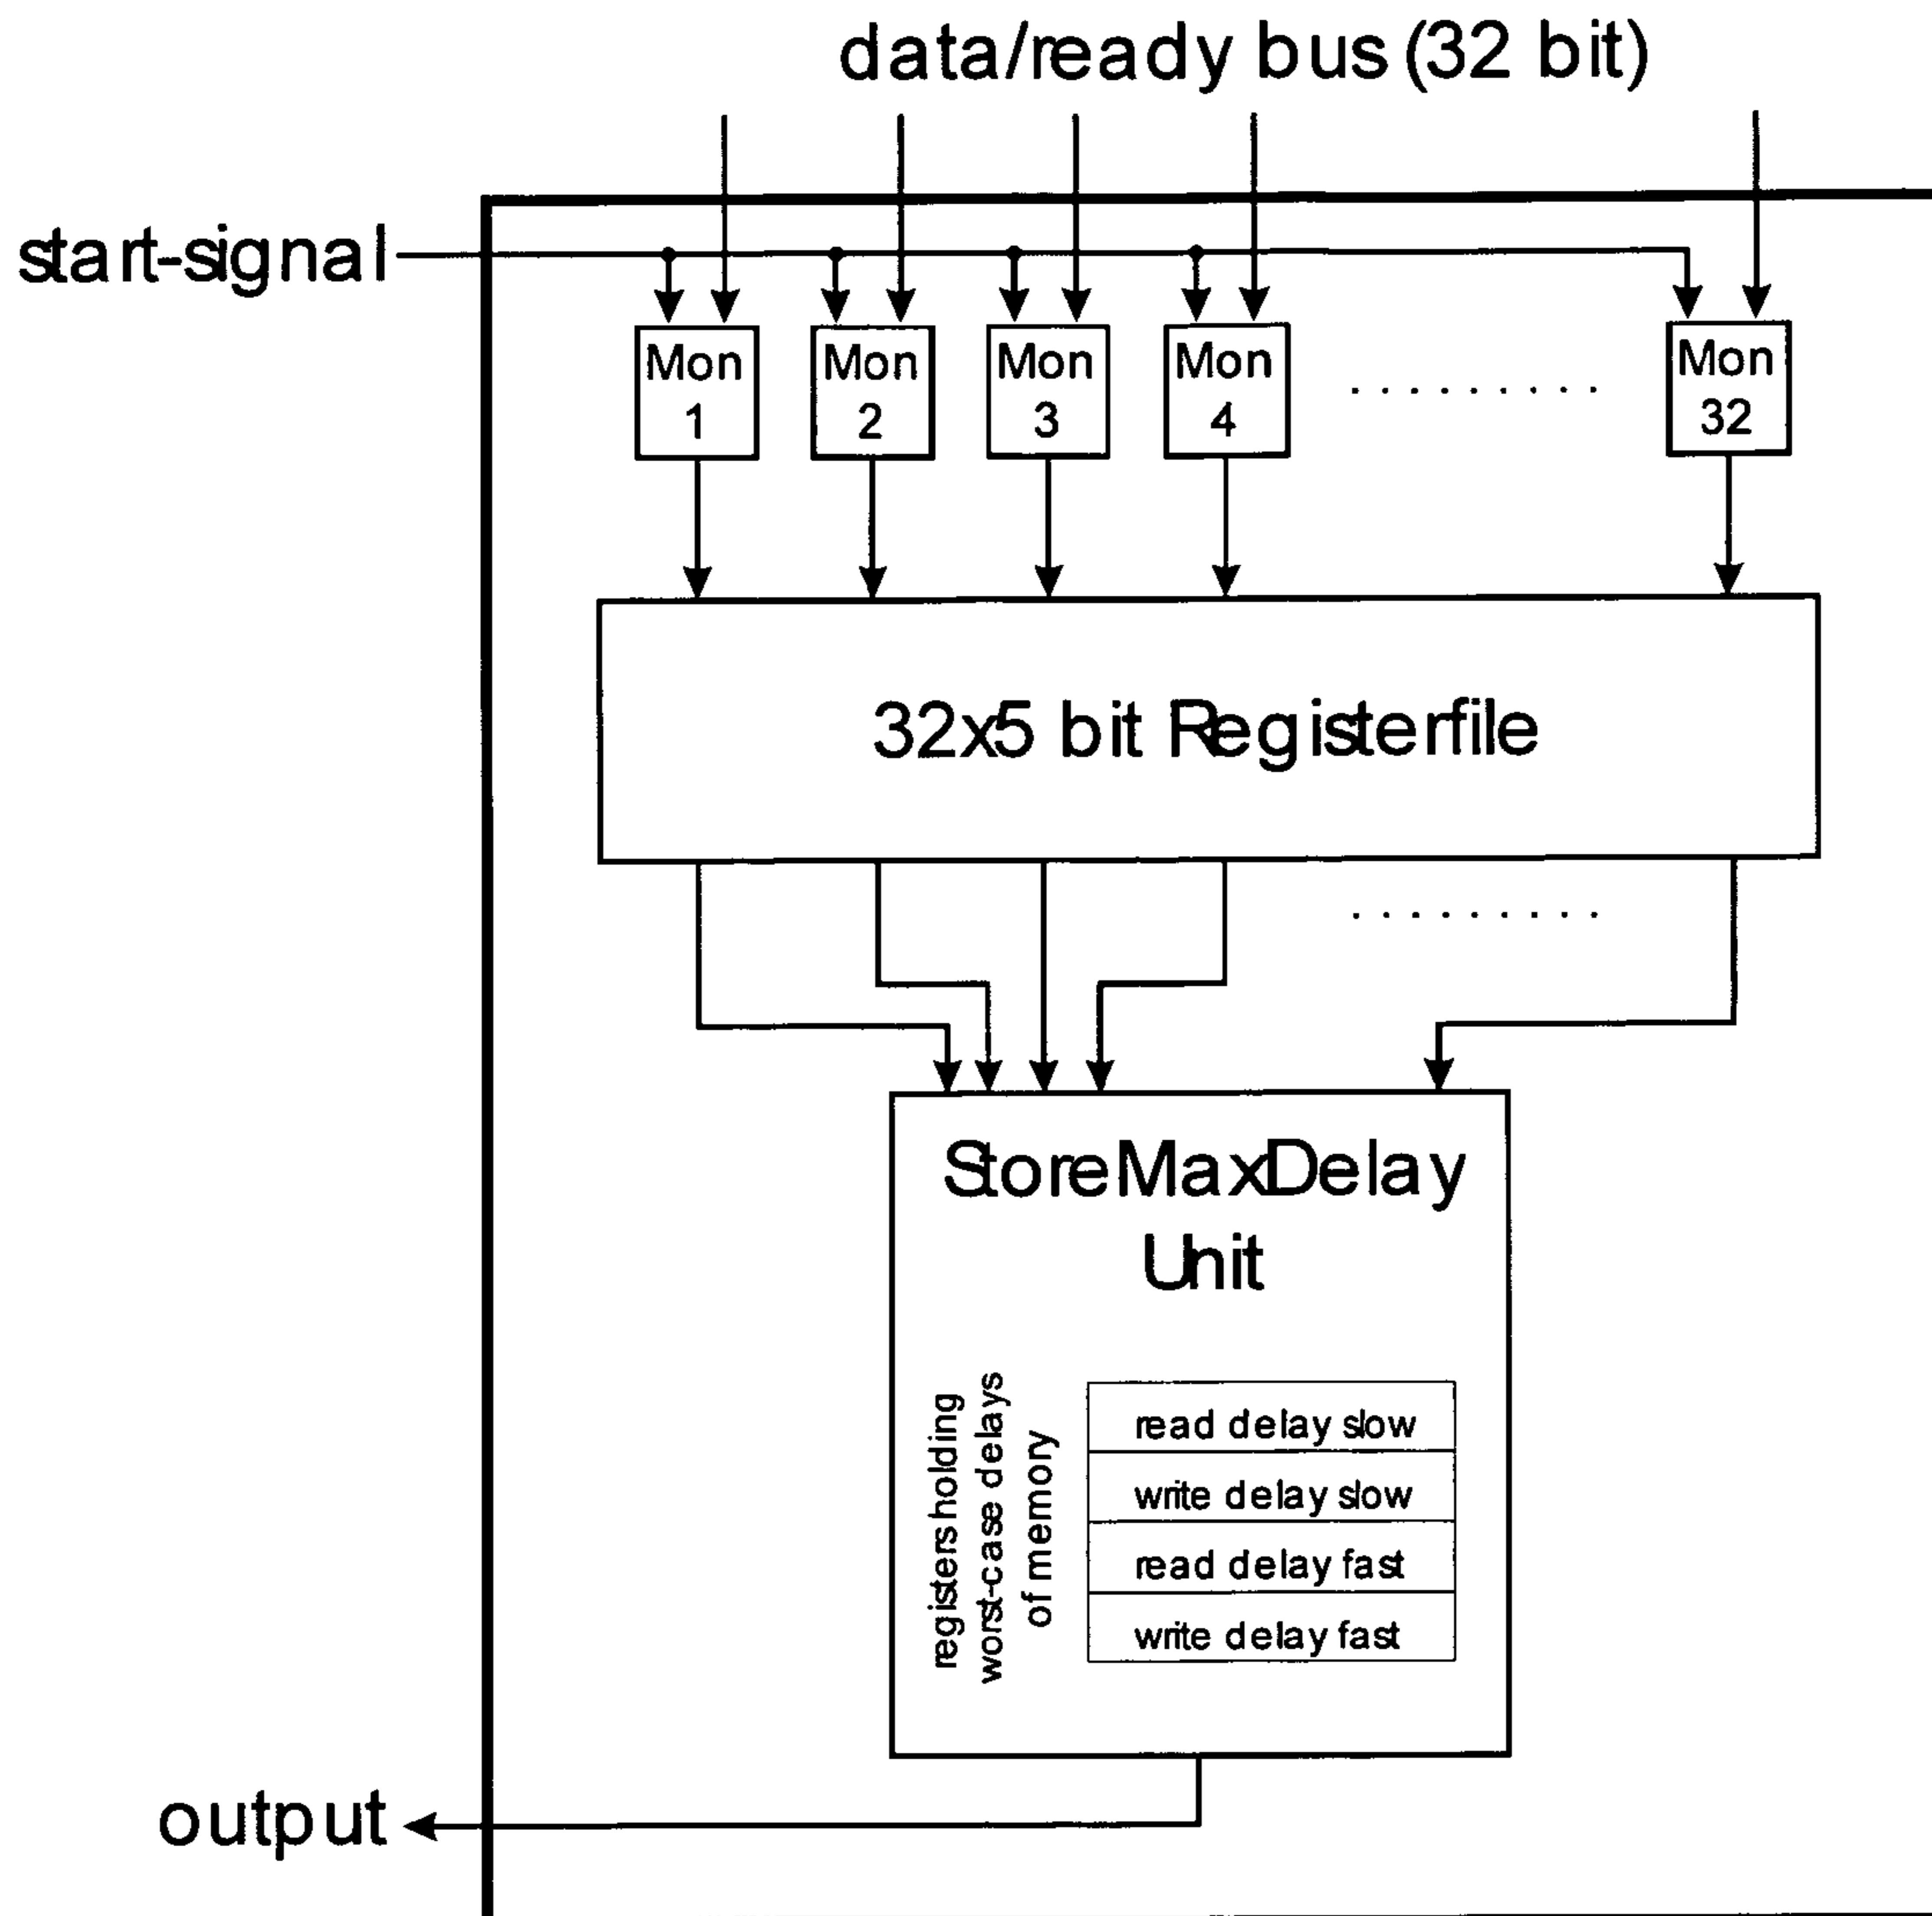 data/ready bus (32 bit)
start-signal
Mon
1
Mon
2
Mon
3
Mon
4
..........
Mon
32
32x5 bit Registerfile
..........
StoreMaxDelay
Unit
registers holding
worst-case delays
of memory
read delay slow
write delay slow
read delay fast
write delay fast
output